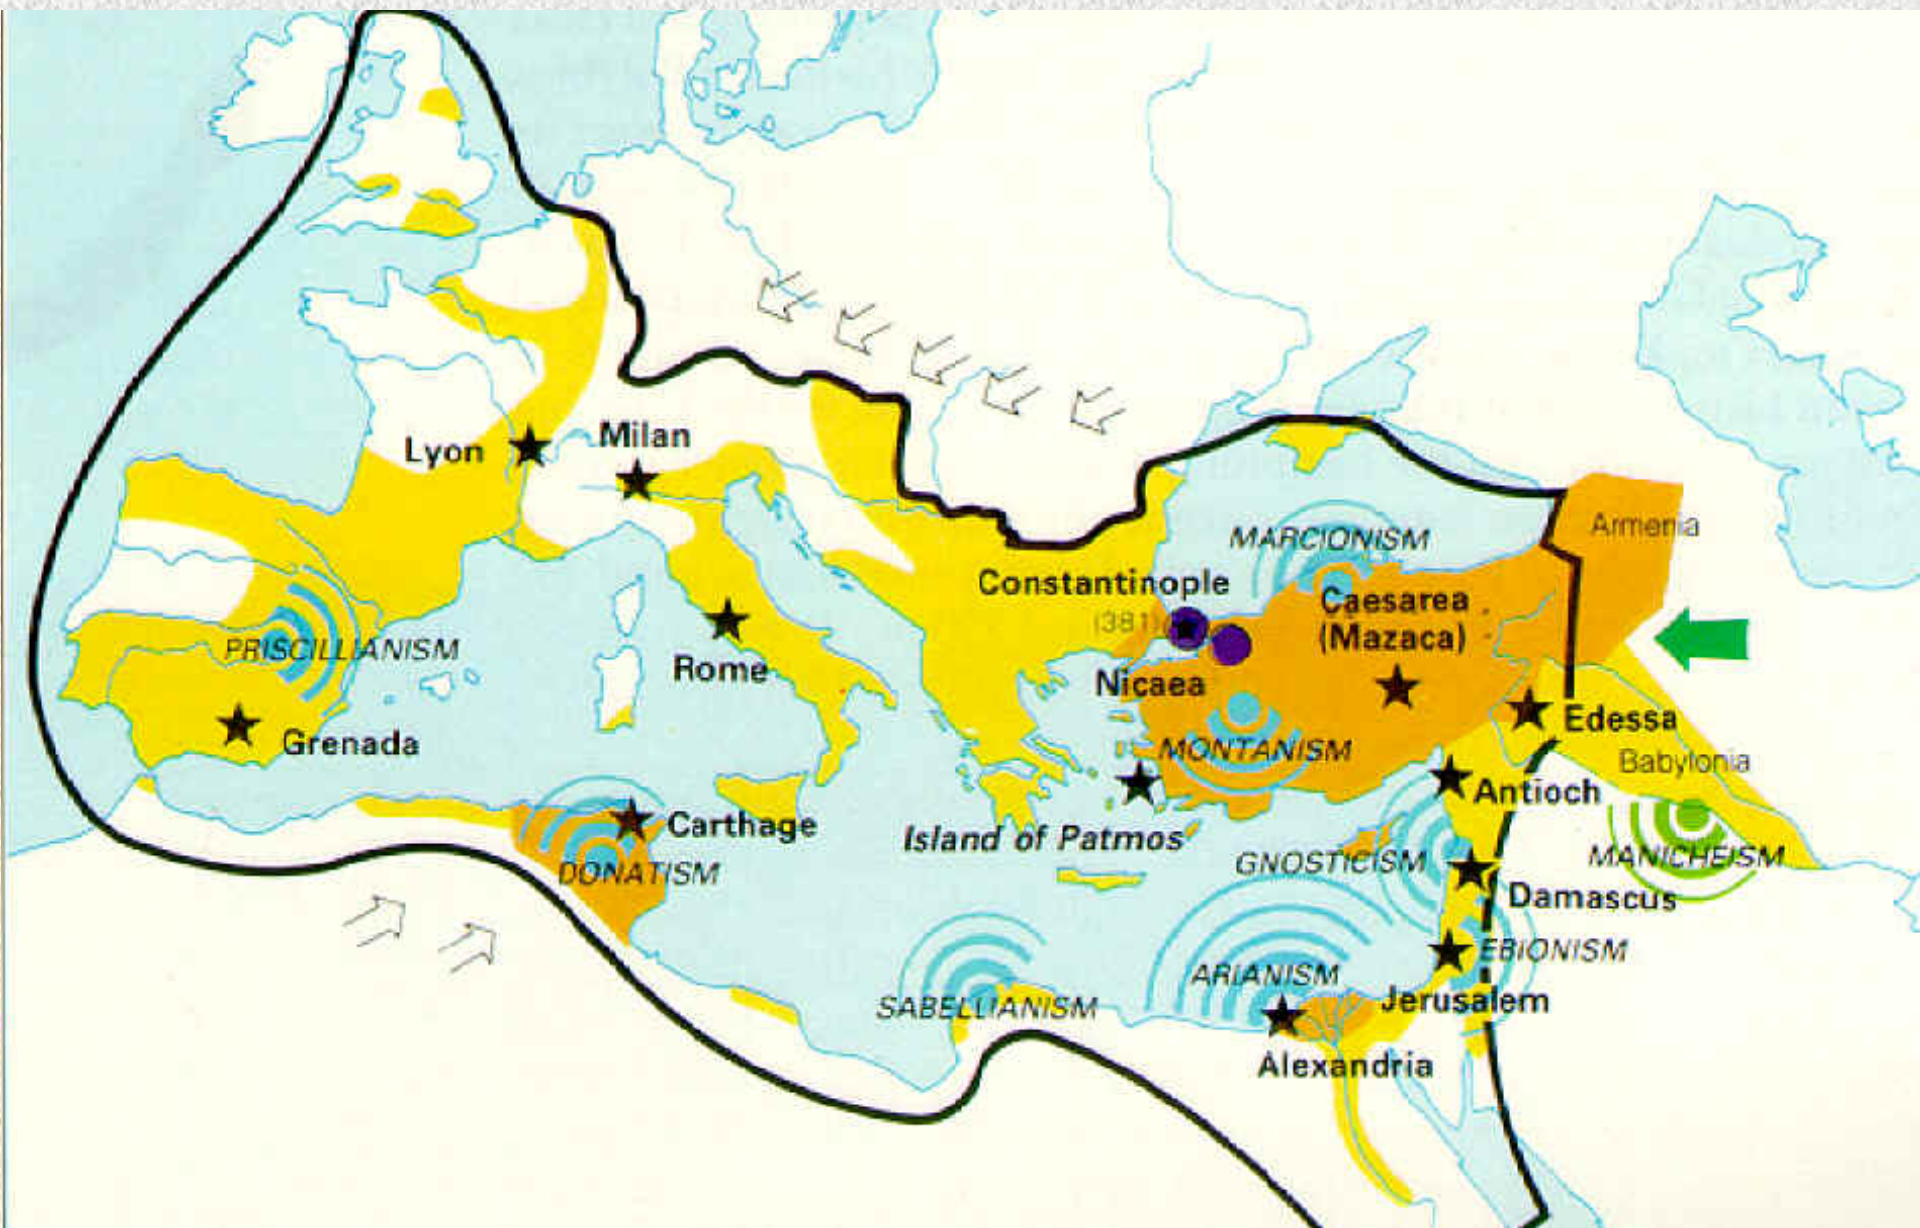 Milan
Lyon
Armenia
MARCIONISM
Constantinople
(381)
Caesarea
(Mazaca)
PRISCILLIANISM
Rome
Nicaea
Edessa
Grenada
MONTANISM
Babylonia
Antioch
Carthage
Island of Patmos
GNOSTICISM
MANICHEISM
DONATISM
Damascus
EBIONISM
ARIANISM
SABELLIANISM
Jerusalem
Alexandria